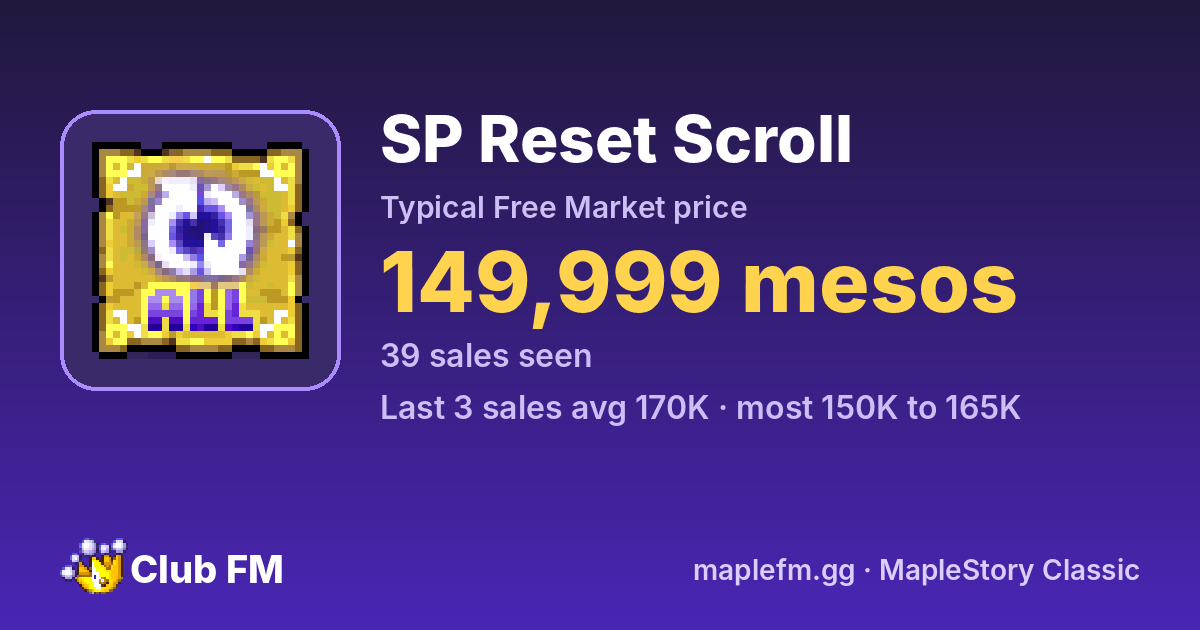 SP Reset Scroll
Typical Free Market price
149,999 mesos
39 sales seen
Last 3 sales avg 170K · most 150K to 165K
ALL
Club FM
maplefm.gg · MapleStory Classic